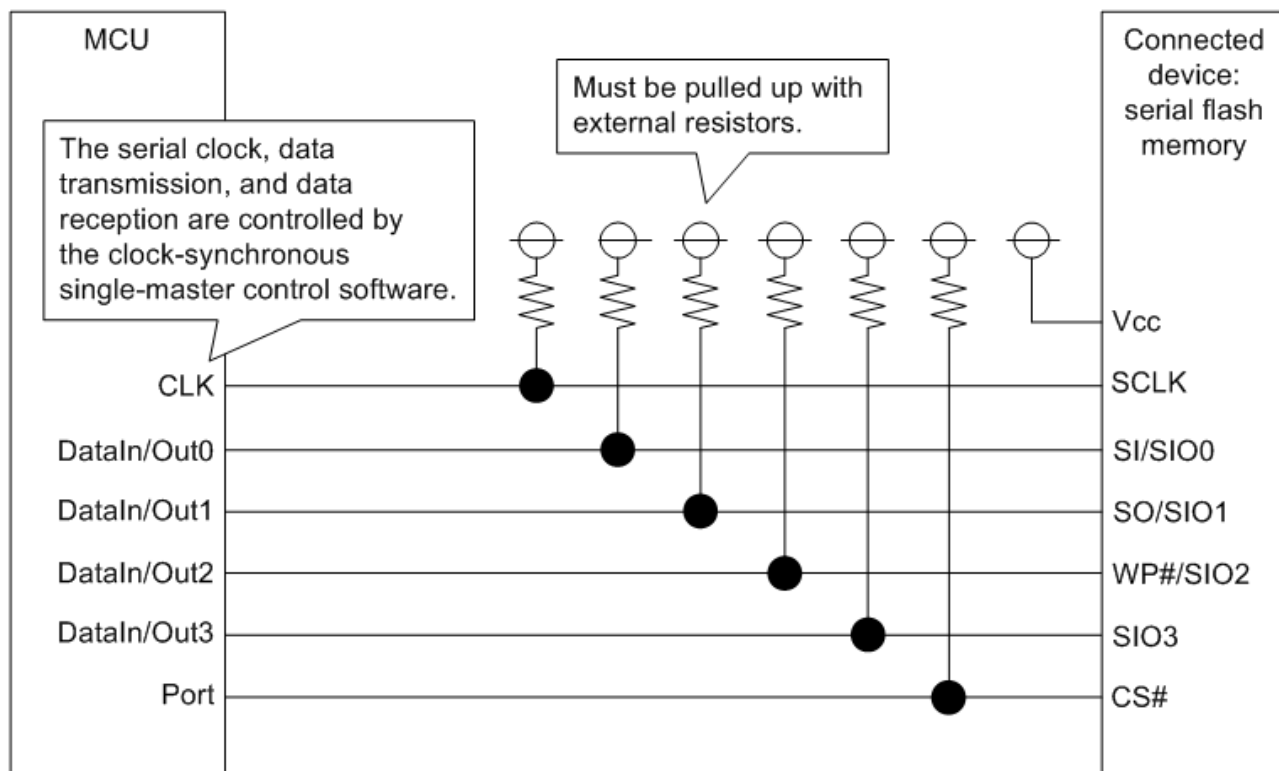 MCU
Connected
device:
serial flash
memory
Must be pulled up with
external resistors.
The serial clock, data
transmission, and data
reception are controlled by
the clock-synchronous
single-master control software.
Vcc
CLK
SCLK
DataIn/Out0
SI/SIO0
DataIn/Out1
SO/SIO1
DataIn/Out2
WP#/SIO2
DataIn/Out3
SIO3
Port
CS#